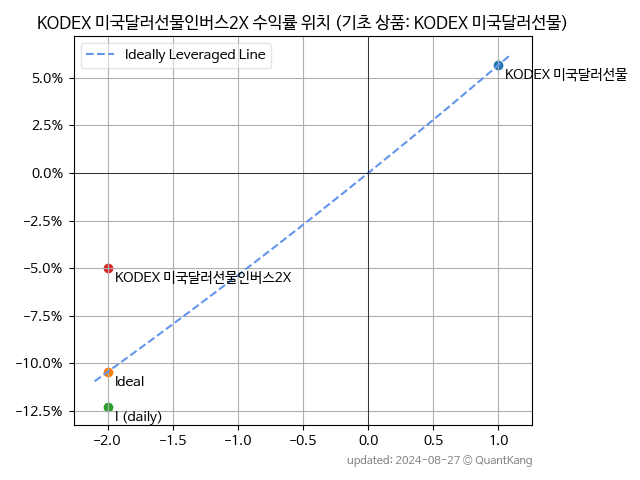 KODEX 미국달러선물인버스2X 수익률 위치 (기초 상품: KODEX 미국달러선물)
Ideally Leveraged Line
KODEX 미국달러선물
5.0%
2.5%
0.0%
−2.5%
−5.0%
KODEX 미국달러선물인버스2X
−7.5%
−10.0%
Ideal
−12.5%
I (daily)
−2.0 −1.5 −1.0 −0.5 0.0 0.5 1.0
updated: 2024-08-27 © QuantKang